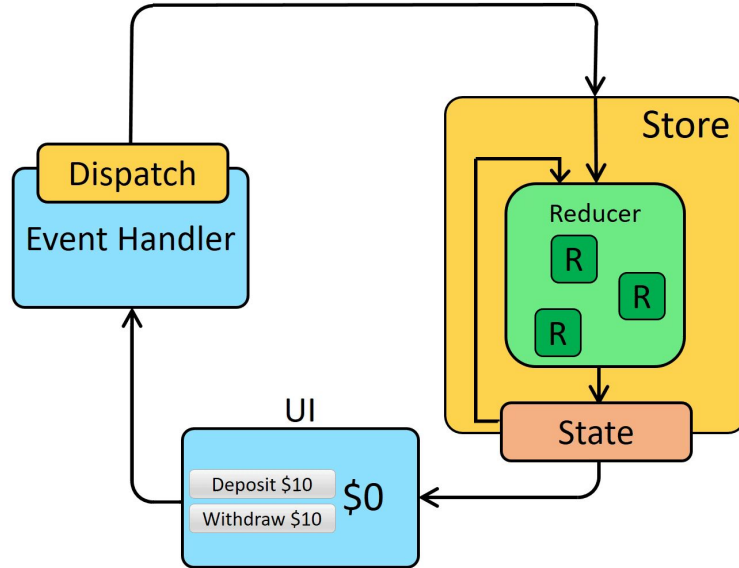 Store
Dispatch
Event Handler
Reducer
R
R
R
State
UI
Deposit $10
Withdraw $10
$0